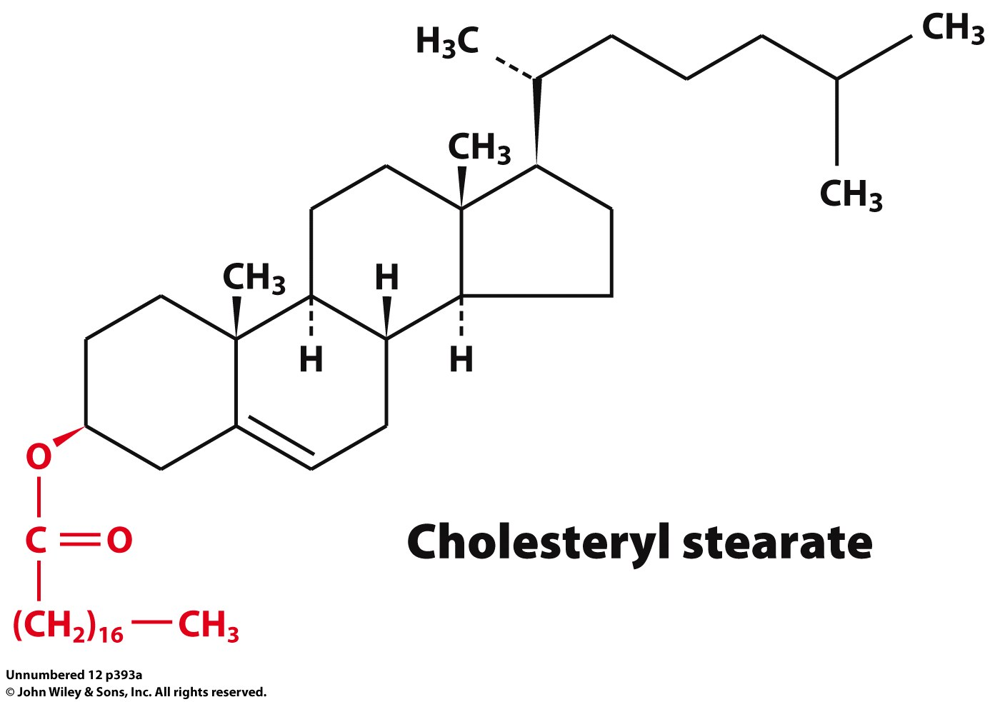 H₃C
CH₃
CH₃
CH₃
CH₃
H
H
H
O
C=O
(CH₂)₁₆—CH₃
Cholesteryl stearate
Unnumbered 12 p393a
© John Wiley & Sons, Inc. All rights reserved.